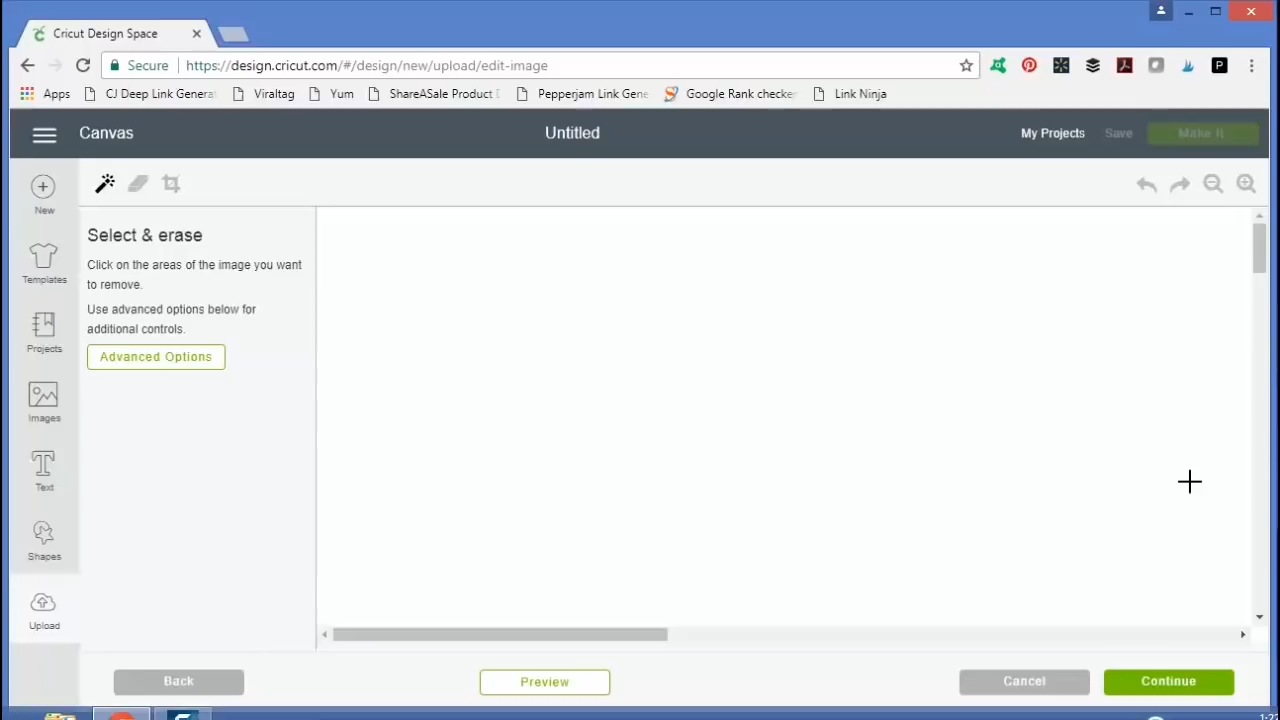 Cricut Design Space
Secure https://design.cricut.com/#/design/new/upload/edit-image
Apps CJ Deep Link Genera Viraltag Yum ShareASale Product Pepperjam Link Gene Google Rank checke Link Ninja
Canvas Untitled My Projects Save Make It
New
Templates
Projects
Images
Text
Shapes
Upload
Select & erase
Click on the areas of the image you want
to remove.
Use advanced options below for
additional controls.
Advanced Options
Back Preview Cancel Continue